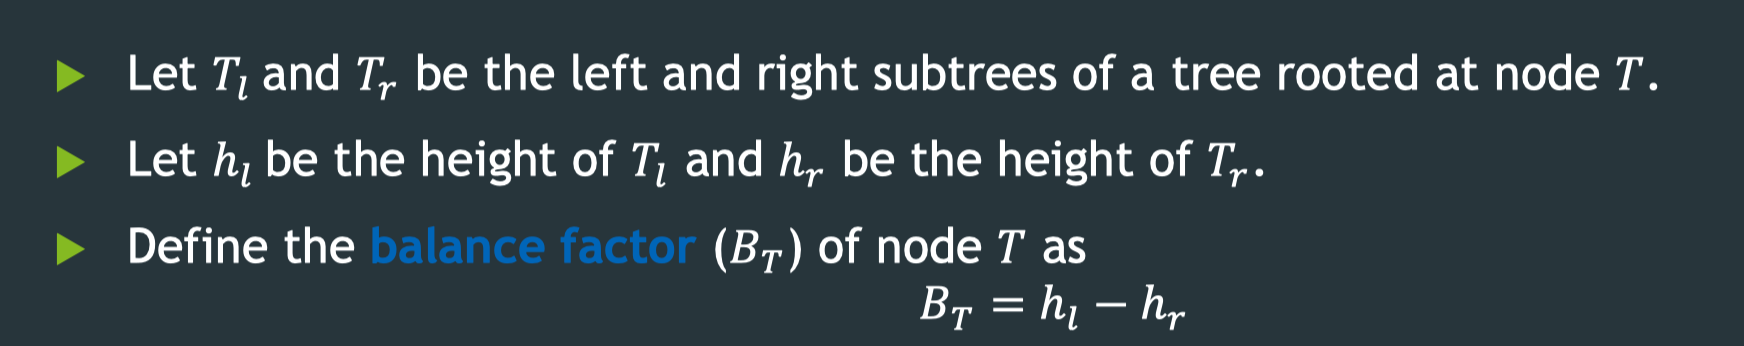 Let T_l and T_r be the left and right subtrees of a tree rooted at node T.
Let h_l be the height of T_l and h_r be the height of T_r.
Define the balance factor (B_T) of node T as
B_T = h_l − h_r